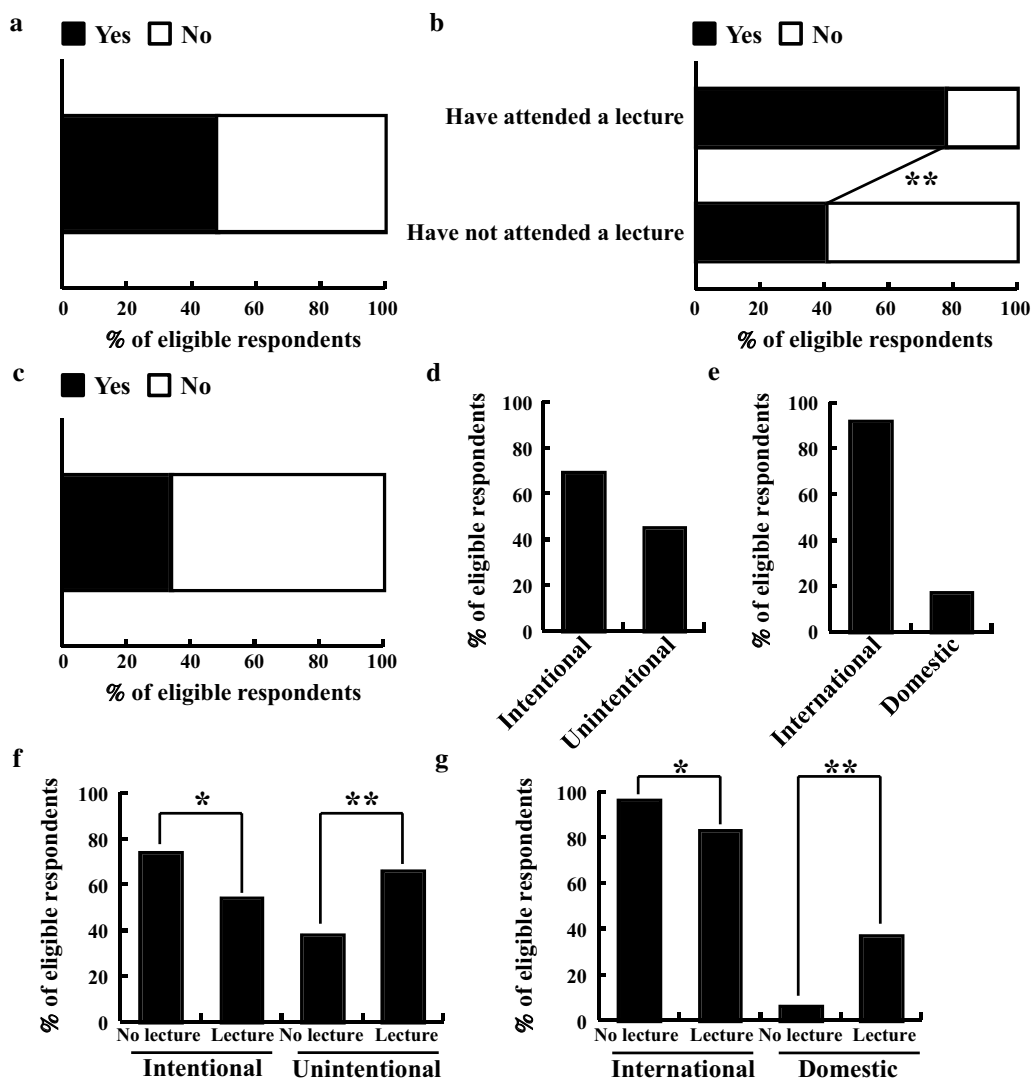 a
Yes No
0 20 40 60 80 100
% of eligible respondents
b
Yes No
Have attended a lecture
**
Have not attended a lecture
0 20 40 60 80 100
% of eligible respondents
c
Yes No
0 20 40 60 80 100
% of eligible respondents
d
% of eligible respondents
100
80
60
40
20
0
Intentional
Unintentional
e
% of eligible respondents
100
80
60
40
20
0
International
Domestic
f
% of eligible respondents
100
80
60
40
20
0
* **
No lecture Lecture No lecture Lecture
Intentional Unintentional
g
% of eligible respondents
100
80
60
40
20
0
* **
No lecture Lecture No lecture Lecture
International Domestic